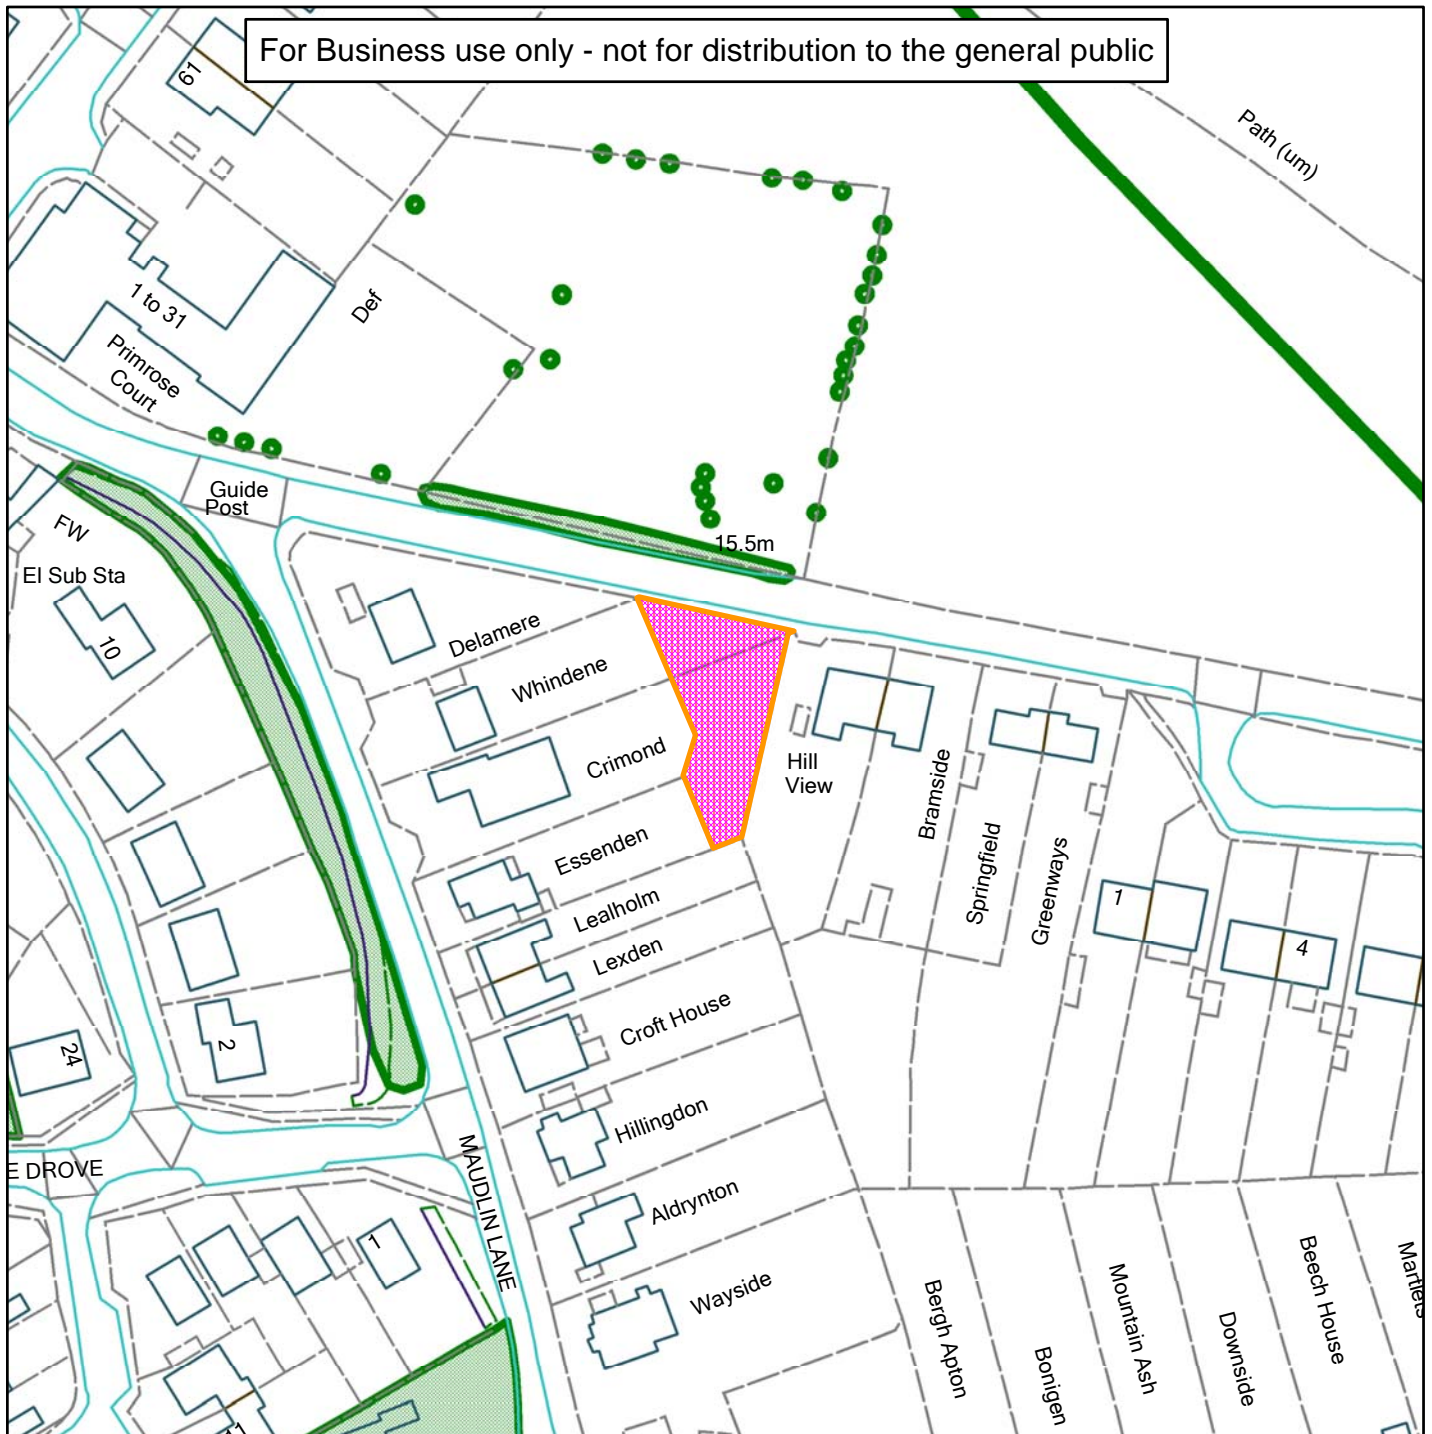 For Business use only - not for distribution to the general public
61
Path (um)
1 to 31
Def
Primrose
Court
Guide
Post
FW
15.5m
El Sub Sta
10
Delamere
Whindene
Crimond
Hill
View
Bramside
Essenden
Springfield
Greenways
Lealholm
1
Lexden
4
Croft House
24
2
Hillingdon
MAUDLIN LANE
E DROVE
Aldrynton
1
Wayside
Bergh Apton
Bonigen
Mountain Ash
Downside
Beech House
Martlets
11